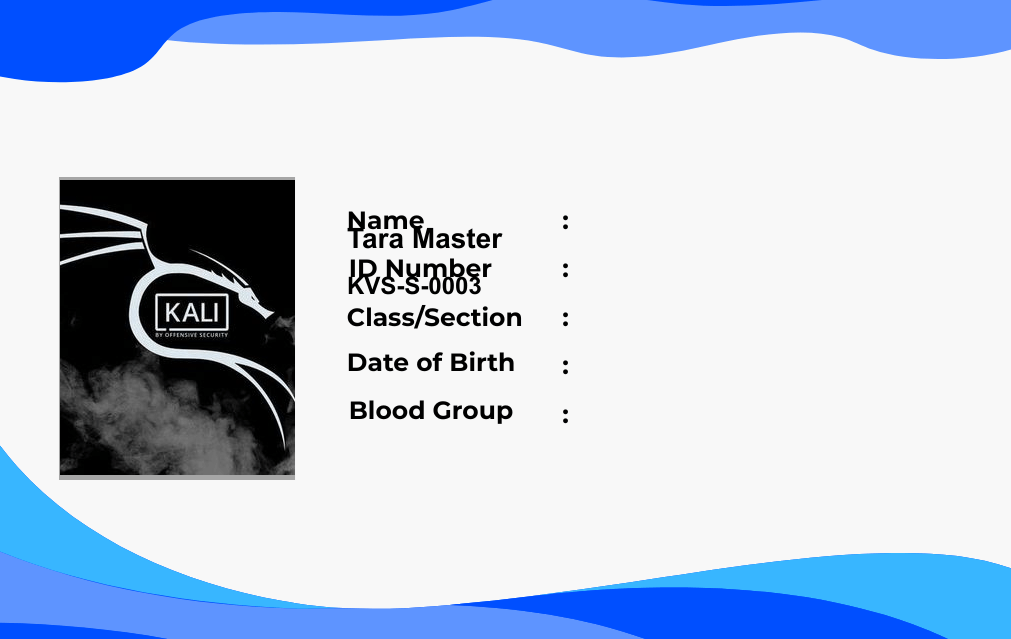 KALI
BY OFFENSIVE SECURITY
Name :
Tara Master
ID Number :
KVS-S-0003
Class/Section :
Date of Birth :
Blood Group :